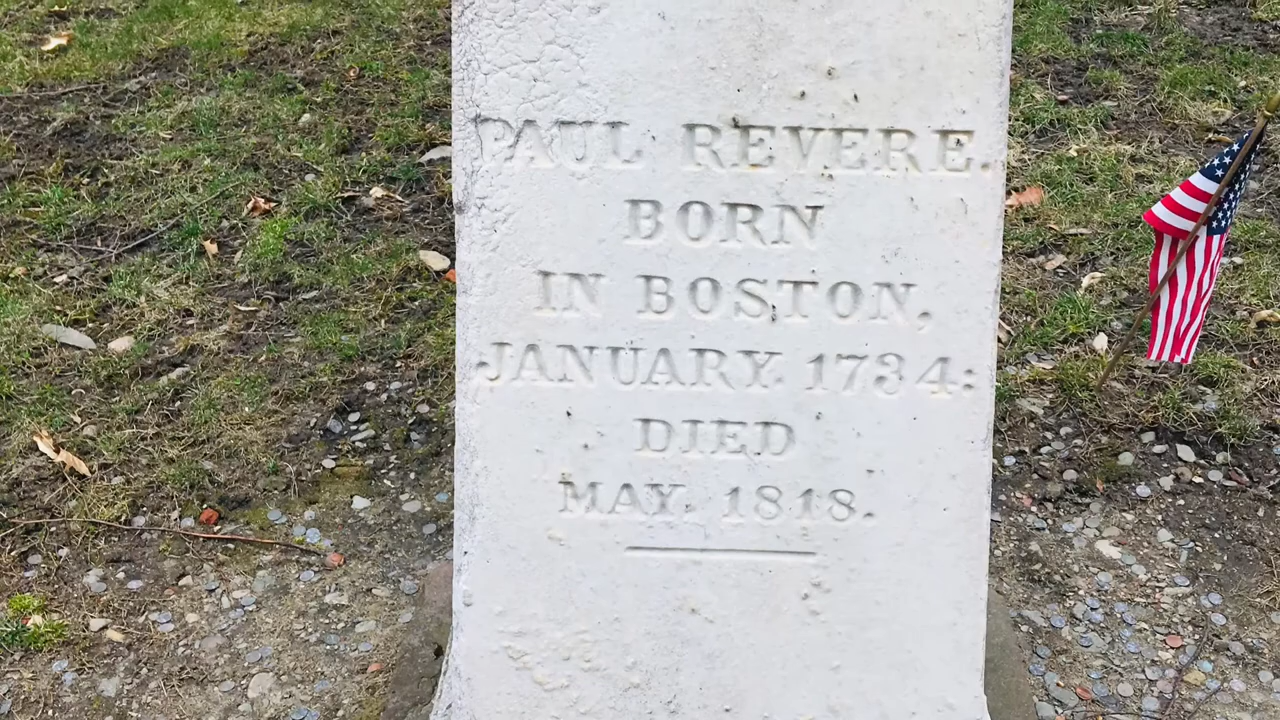 PAUL REVERE.
BORN
IN BOSTON,
JANUARY 1734:
DIED
MAY 1818.